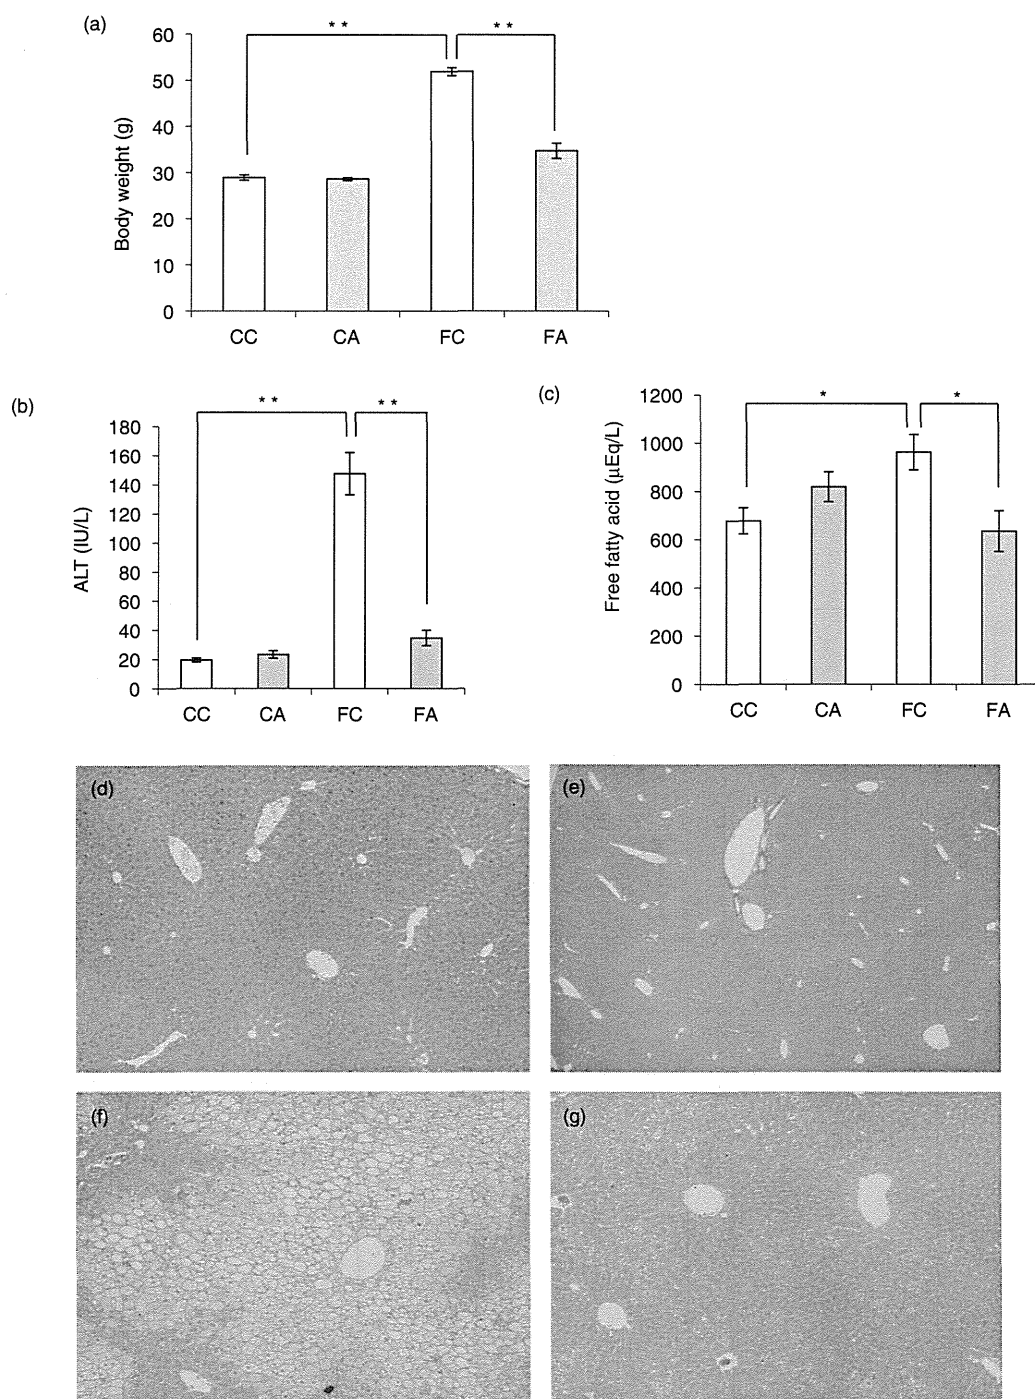 (a)
* *
* *
Body weight (g)
60
50
40
30
20
10
0
CC
CA
FC
FA
(b)
* *
* *
ALT (IU/L)
180
160
140
120
100
80
60
40
20
0
CC
CA
FC
FA
(c)
*
*
Free fatty acid (μEq/L)
1200
1000
800
600
400
200
0
CC
CA
FC
FA
(d)
(e)
(f)
(g)